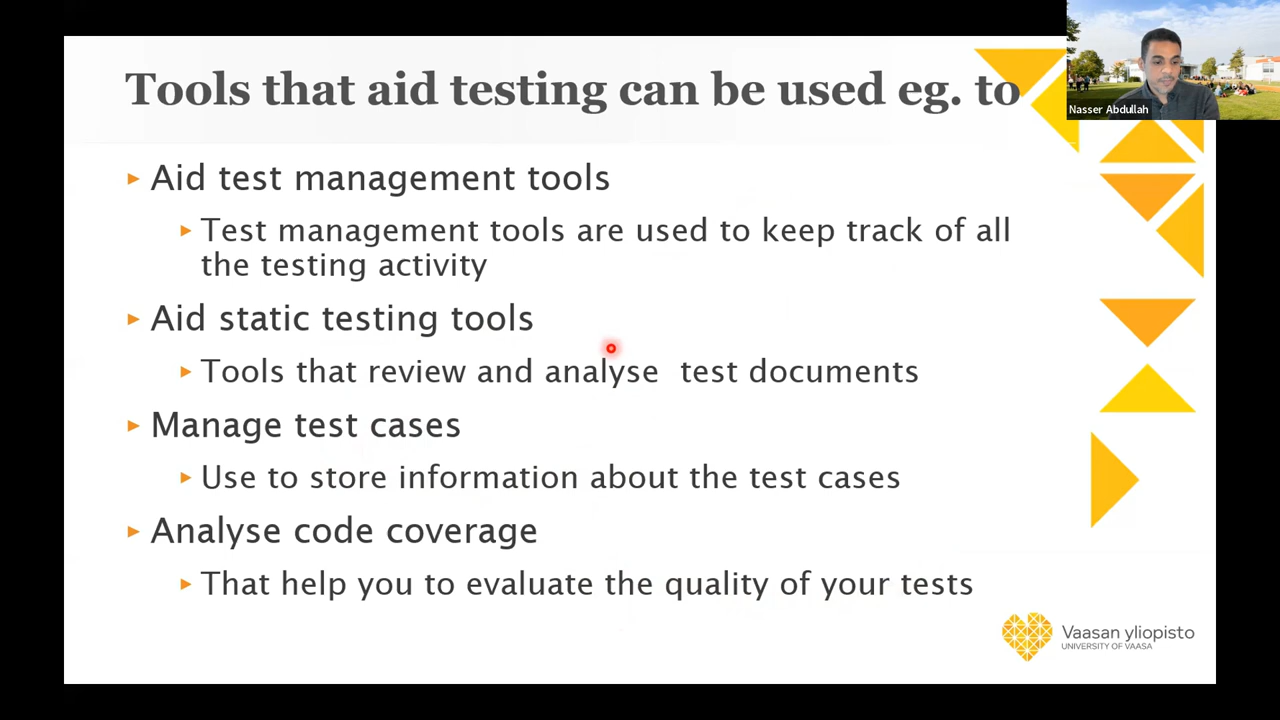 Tools that aid testing can be used eg. to
Nasser Abdullah
Aid test management tools
Test management tools are used to keep track of all
the testing activity
Aid static testing tools
Tools that review and analyse  test documents
Manage test cases
Use to store information about the test cases
Analyse code coverage
That help you to evaluate the quality of your tests
Vaasan yliopisto
UNIVERSITY OF VAASA